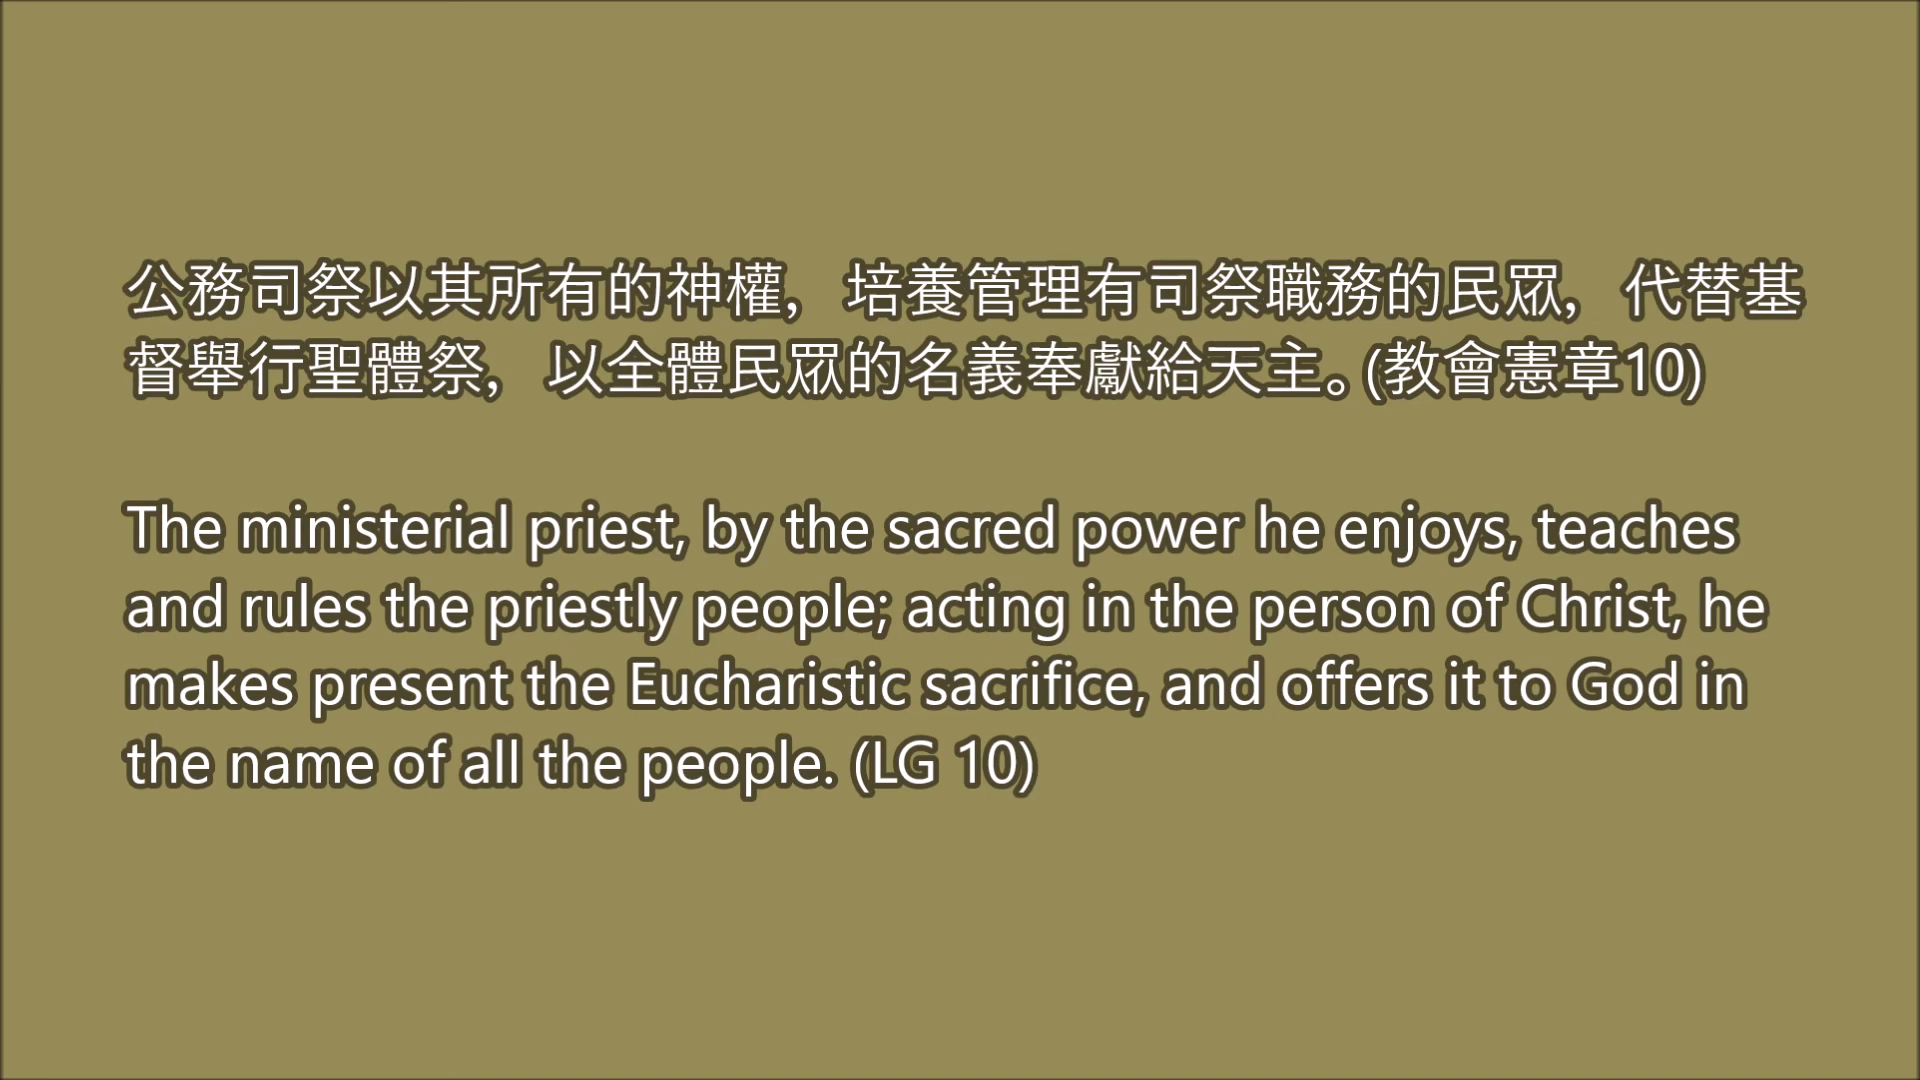 公務司祭以其所有的神權，培養管理有司祭職務的民眾，代替基
督舉行聖體祭，以全體民眾的名義奉獻給天主。(教會憲章10)
The ministerial priest, by the sacred power he enjoys, teaches
and rules the priestly people; acting in the person of Christ, he
makes present the Eucharistic sacrifice, and offers it to God in
the name of all the people. (LG 10)